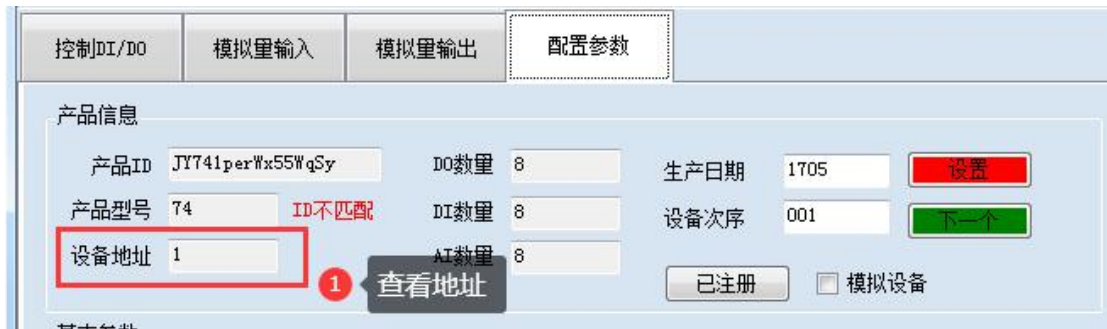 控制DI/DO 模拟量输入 模拟量输出 配置参数
产品信息
产品ID JY741perWx55WqSy DO数量 8 生产日期 1705 设置
产品型号 74 ID不匹配 DI数量 8 设备次序 001 下一个
设备地址 1 AI数量 8
1 查看地址 已注册 模拟设备
基本参数